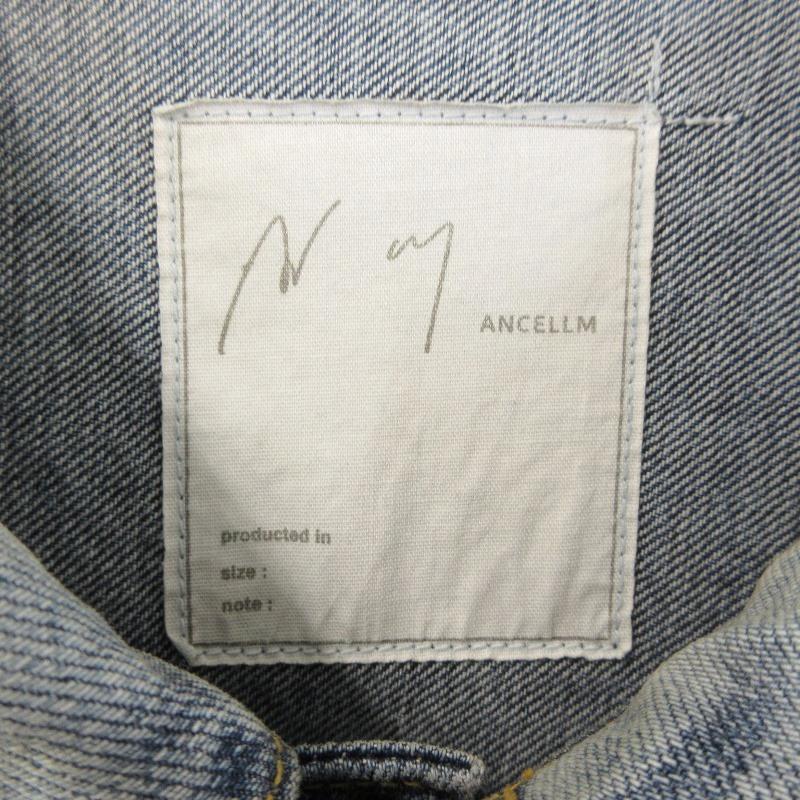 ANCELLM
producted in
size :
note :